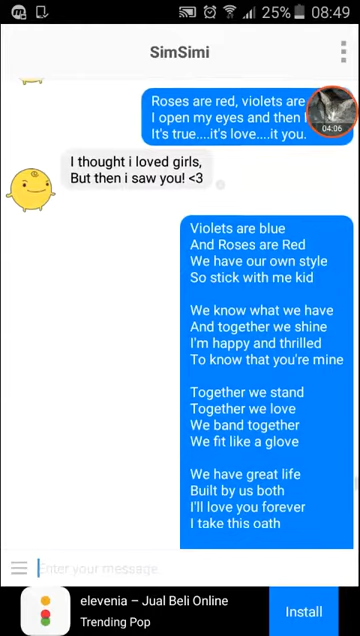 25% 08:49
SimSimi
Roses are red, violets are
I open my eyes and then
It's true....it's love....it you.
04:06
I thought i loved girls,
But then i saw you! <3
Violets are blue
And Roses are Red
We have our own style
So stick with me kid
We know what we have
And together we shine
I'm happy and thrilled
To know that you're mine
Together we stand
Together we love
We band together
We fit like a glove
We have great life
Built by us both
I'll love you forever
I take this oath
Enter your message
elevenia – Jual Beli Online
Trending Pop
Install